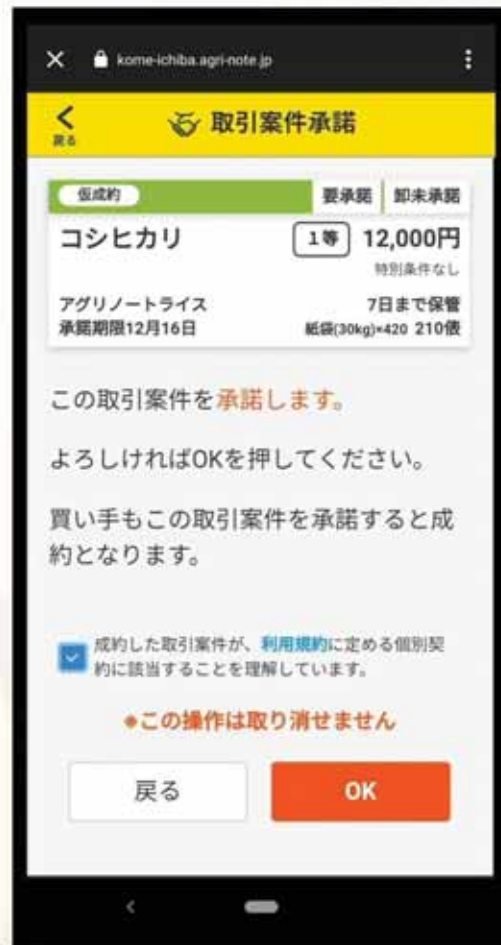 kome-ichiba.agri-note.jp
戻る
取引案件承諾
仮成約 要承諾 卸未承諾
コシヒカリ 1等 12,000円
特別条件なし
アグリノートライス 7日まで保管
承諾期限12月16日 紙袋(30kg)×420 210俵
この取引案件を承諾します。
よろしければOKを押してください。
買い手もこの取引案件を承諾すると成
約となります。
成約した取引案件が、利用規約に定める個別契
約に該当することを理解しています。
※この操作は取り消せません
戻る OK